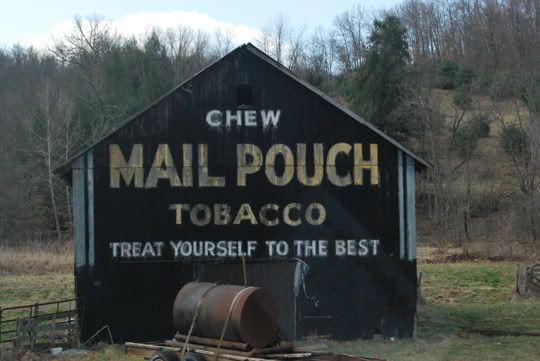 CHEW
MAIL POUCH
TOBACCO
TREAT YOURSELF TO THE BEST